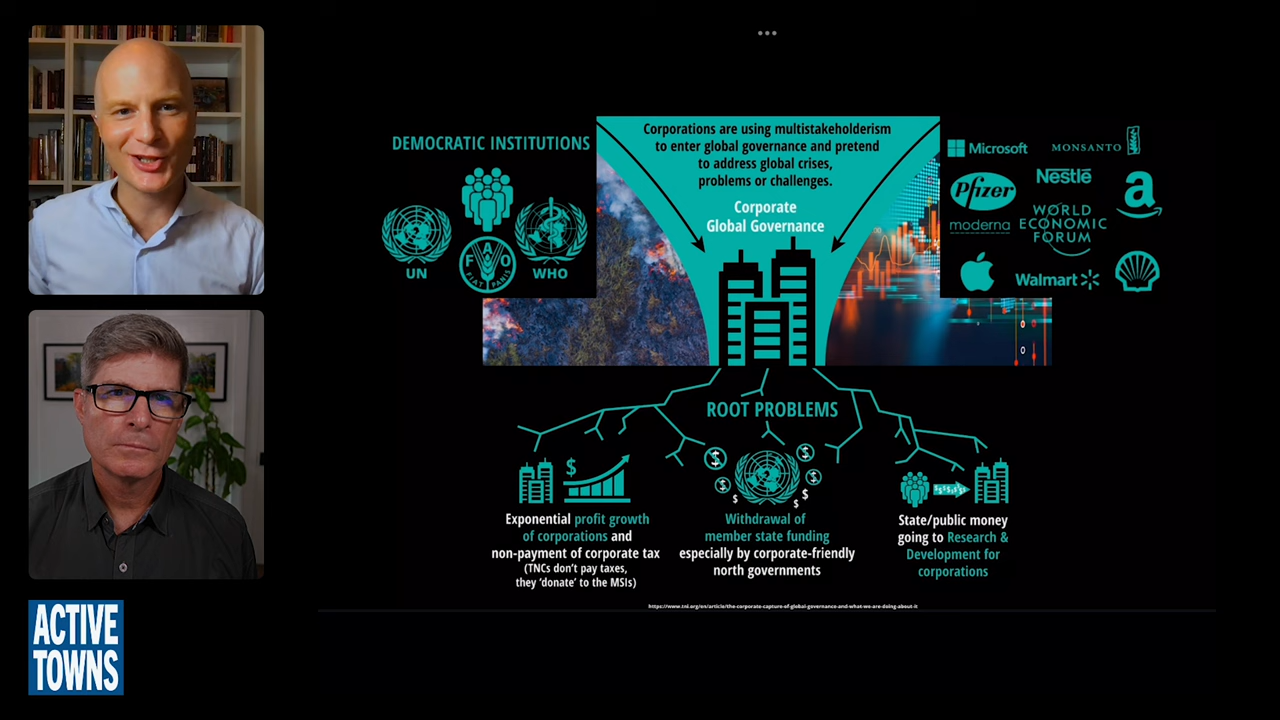 DEMOCRATIC INSTITUTIONS
UN
FAO
FIAT PANIS
WHO
Corporations are using multistakeholderism
to enter global governance and pretend
to address global crises,
problems or challenges.
Corporate
Global Governance
Microsoft
MONSANTO
Pfizer
Nestlé
a
moderna
WORLD
ECONOMIC
FORUM
Walmart
ROOT PROBLEMS
Exponential profit growth
of corporations and
non-payment of corporate tax
(TNCs don't pay taxes,
they 'donate' to the MSIs)
Withdrawal of
member state funding
especially by corporate-friendly
north governments
State/public money
going to Research &
Development for
corporations
https://www.tni.org/en/article/the-corporate-capture-of-global-governance-and-what-we-are-doing-about-it
ACTIVE
TOWNS